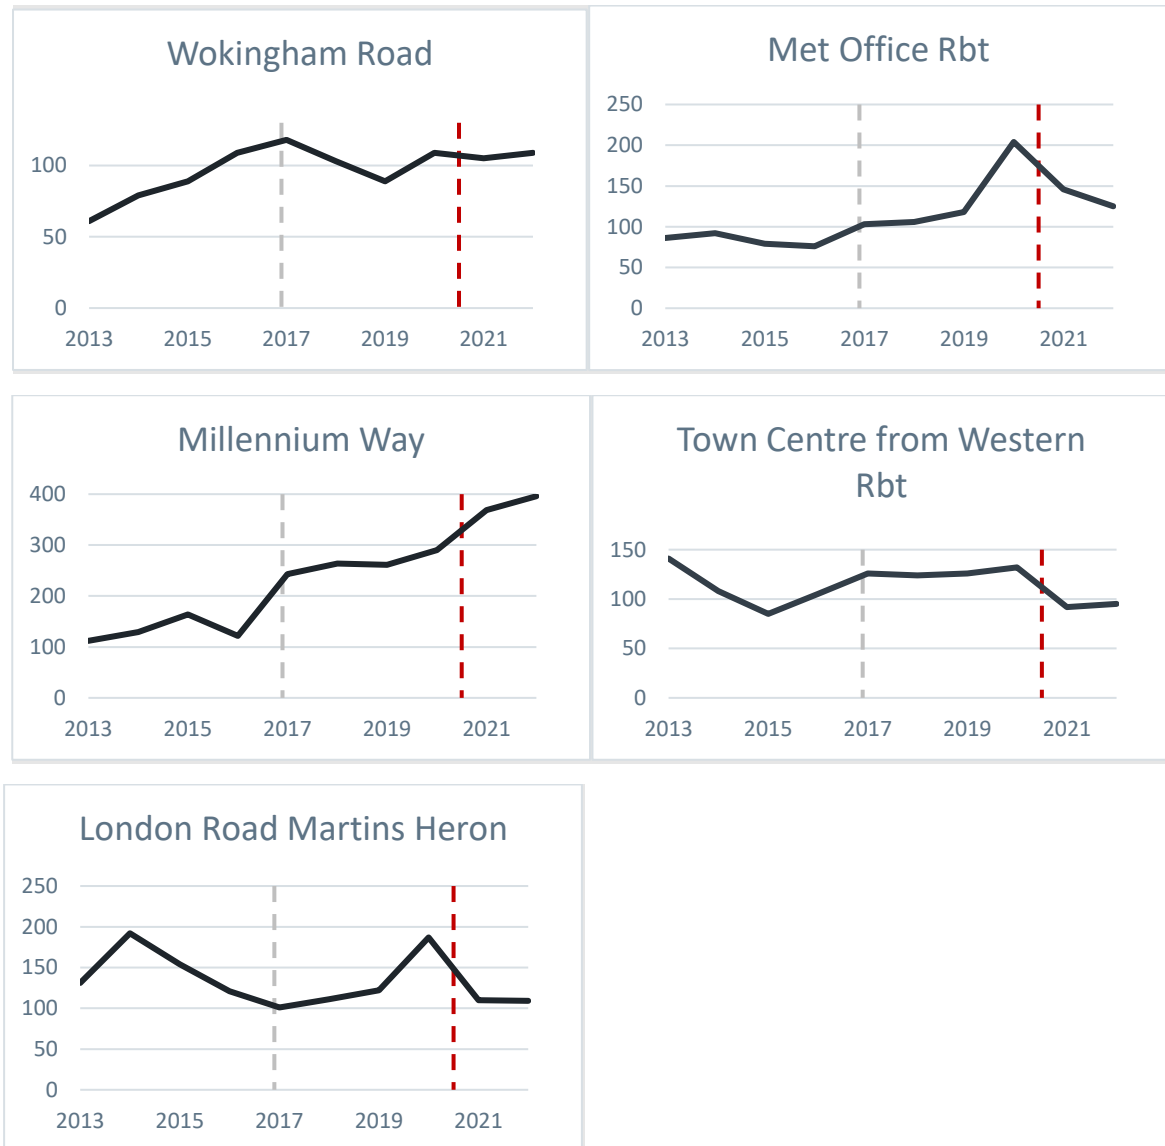 Wokingham Road
100
50
0
2013 2015 2017 2019 2021
Met Office Rbt
250
200
150
100
50
0
2013 2015 2017 2019 2021
Millennium Way
400
300
200
100
0
2013 2015 2017 2019 2021
Town Centre from Western
Rbt
150
100
50
0
2013 2015 2017 2019 2021
London Road Martins Heron
250
200
150
100
50
0
2013 2015 2017 2019 2021